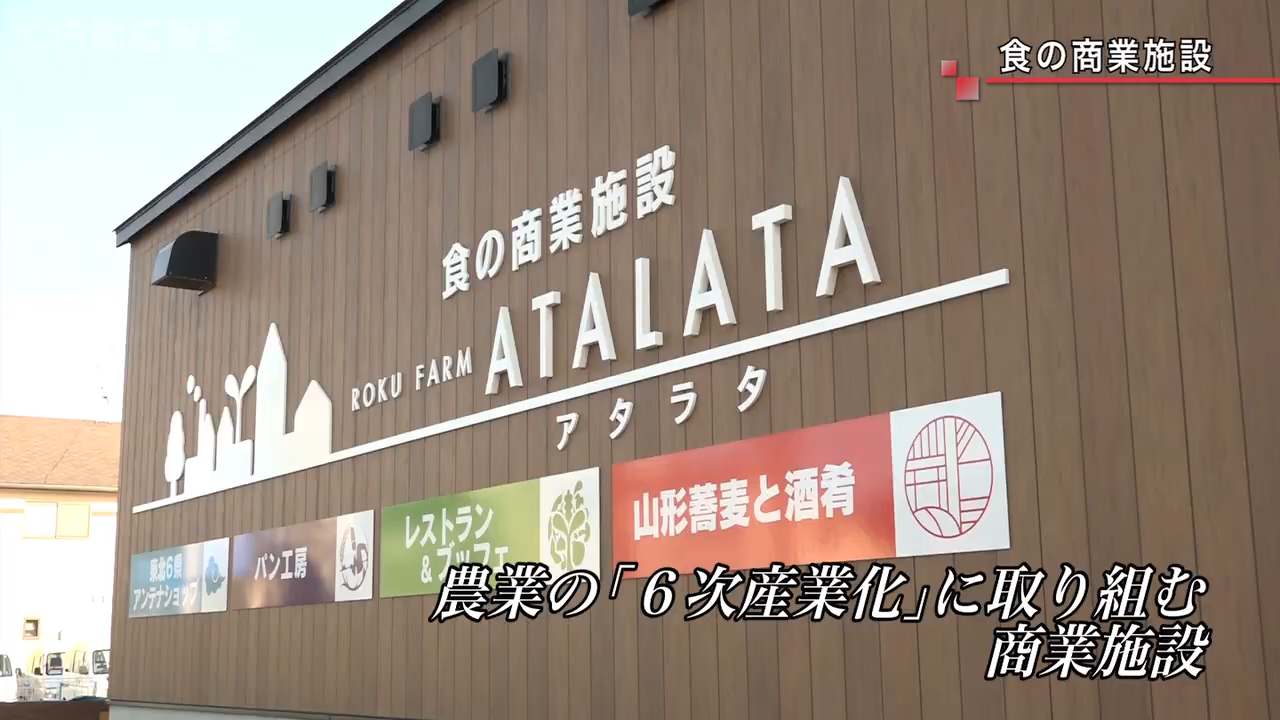 食の商業施設
食の商業施設
ROKU FARM ATALATA
アタラタ
東北6県
アンテナショップ
パン工房
レストラン
&ブッフェ
山形蕎麦と酒肴
農業の「６次産業化」に取り組む
商業施設